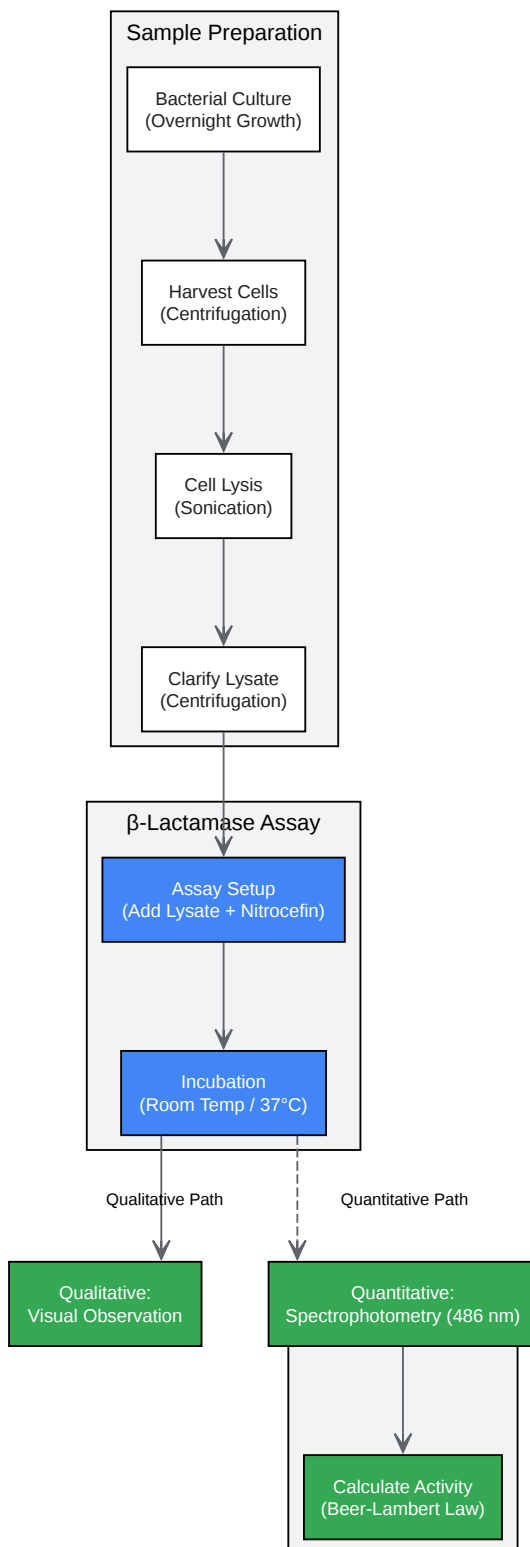 Sample Preparation
Bacterial Culture
(Overnight Growth)
Harvest Cells
(Centrifugation)
Cell Lysis
(Sonication)
Clarify Lysate
(Centrifugation)
β-Lactamase Assay
Assay Setup
(Add Lysate + Nitrocefin)
Incubation
(Room Temp / 37°C)
Qualitative Path
Quantitative Path
Qualitative:
Visual Observation
Quantitative:
Spectrophotometry (486 nm)
Calculate Activity
(Beer-Lambert Law)